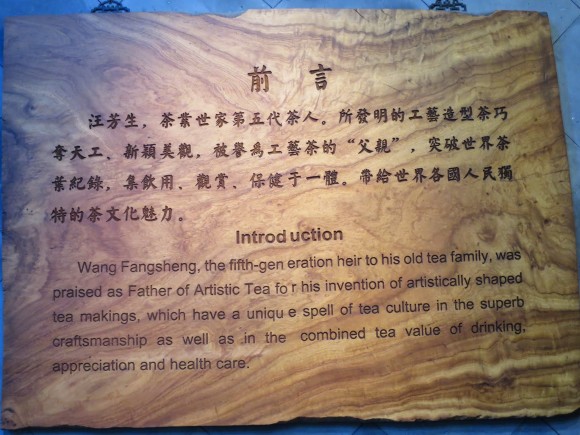 前 言
汪芳生，茶業世家第五代茶人。所發明的工藝造型茶巧
奪天工、新穎美觀，被譽爲工藝茶的“父親”，突破世界茶
葉紀錄，集飲用、觀賞、保健于一體。帶給世界各國人民獨
特的茶文化魅力。
Introduction
Wang Fangsheng, the fifth-gen eration heir to his old tea family, was
praised as Father of Artistic Tea for his invention of artistically shaped
tea makings, which have a unique spell of tea culture in the superb
craftsmanship as well as in the combined tea value of drinking,
appreciation and health care.